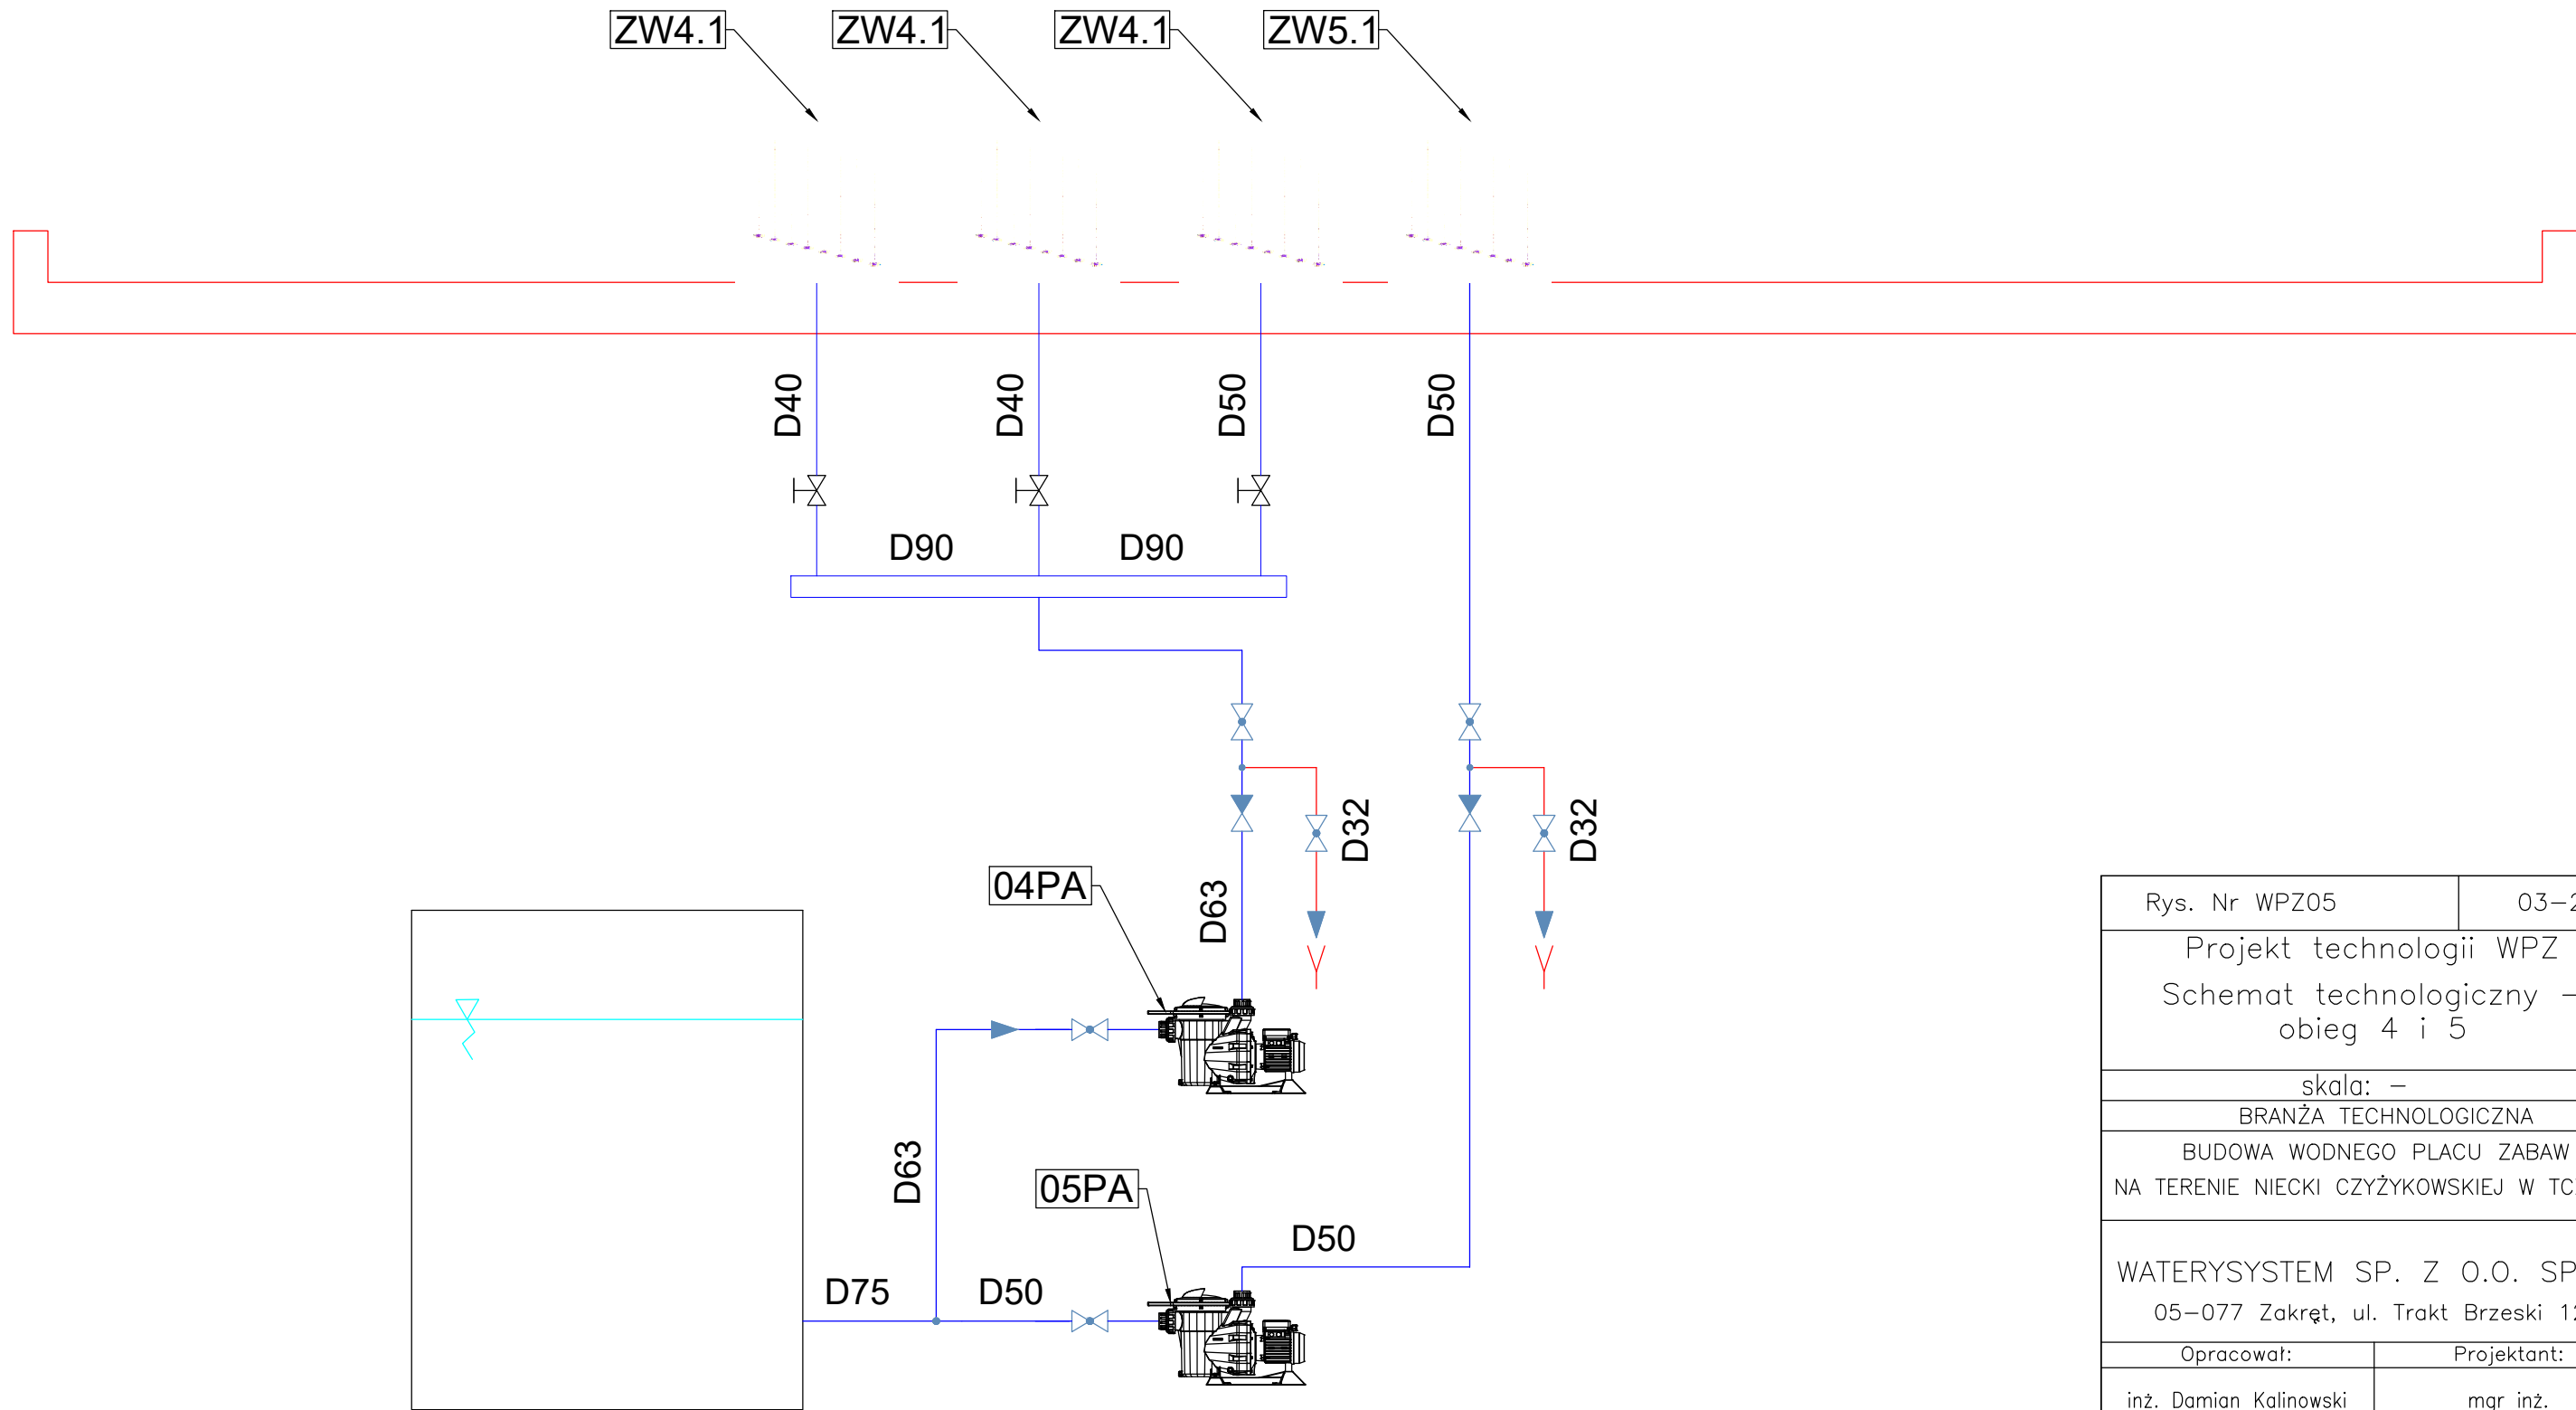 ZW4.1 ZW4.1 ZW4.1 ZW5.1
D40 D40 D50 D50
D90 D90
D32 D32
04PA
D63
D63
05PA
D50
D75 D50
Rys. Nr WPZ05
Projekt technologii WPZ
Schemat technologiczny –
obieg 4 i 5
skala: –
BRANŻA TECHNOLOGICZNA
BUDOWA WODNEGO PLACU ZABAW
NA TERENIE NIECKI CZYŻYKOWSKIEJ W
WATERYSYSTEM SP. Z O.O.
05–077 Zakręt, ul. Trakt Brzeski
Opracował: Projektant:
inż. Damian Kalinowski mgr inż.